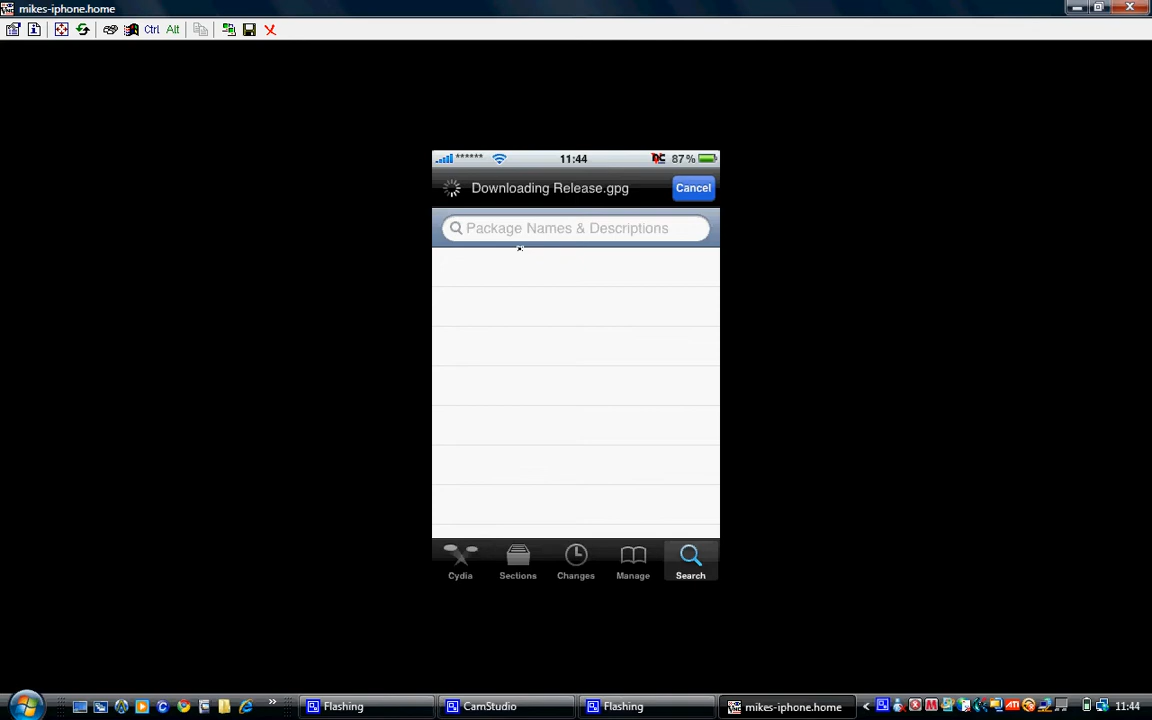 mikes-iphone.home
Ctrl Alt
****** 11:44 87%
Downloading Release.gpg Cancel
Package Names & Descriptions
Cydia Sections Changes Manage Search
Flashing CamStudio Flashing mikes-iphone.home 11:44